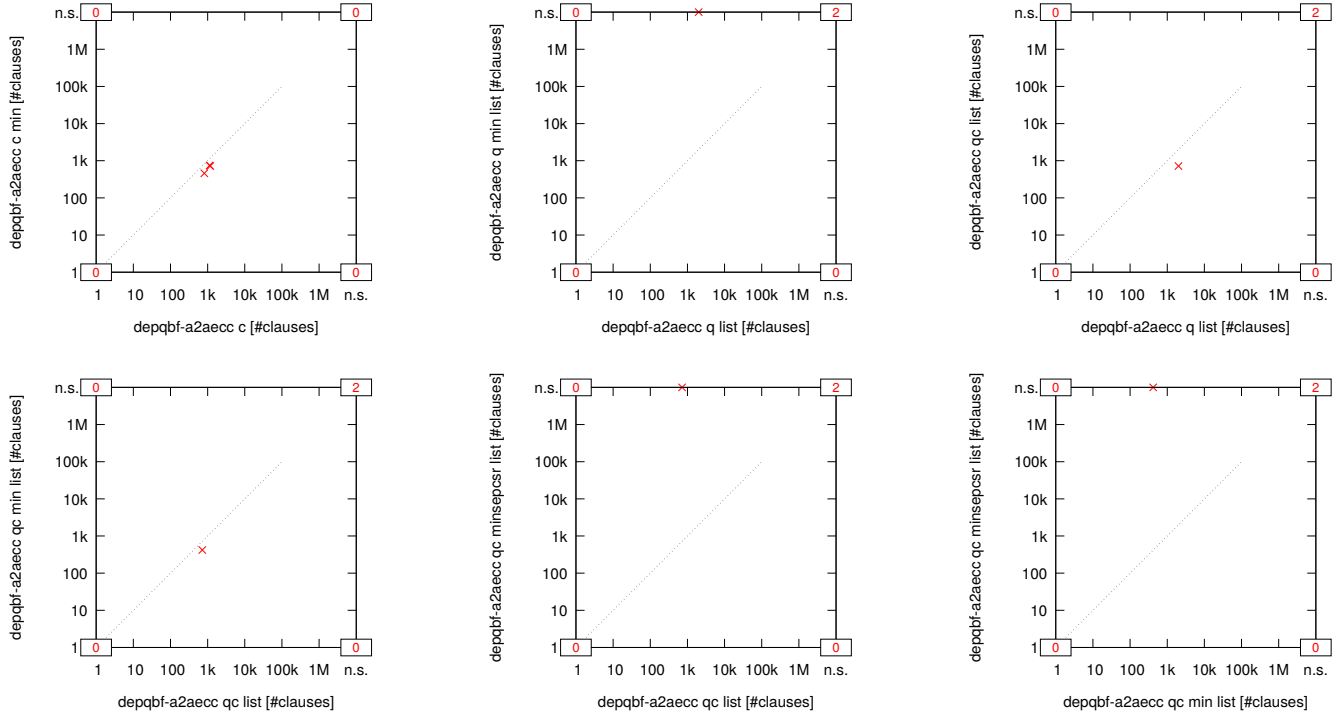 depqbf-a2aecc c min [#clauses]
n.s. 0 0
1M
100k
10k
1k
100
10
1 0 0
1 10 100 1k 10k 100k 1M n.s.
depqbf-a2aecc c [#clauses]
depqbf-a2aecc q min list [#clauses]
n.s. 0 2
1M
100k
10k
1k
100
10
1 0 0
1 10 100 1k 10k 100k 1M n.s.
depqbf-a2aecc q list [#clauses]
depqbf-a2aecc qc list [#clauses]
n.s. 0 2
1M
100k
10k
1k
100
10
1 0 0
1 10 100 1k 10k 100k 1M n.s.
depqbf-a2aecc q list [#clauses]
depqbf-a2aecc qc min list [#clauses]
n.s. 0 2
1M
100k
10k
1k
100
10
1 0 0
1 10 100 1k 10k 100k 1M n.s.
depqbf-a2aecc qc list [#clauses]
depqbf-a2aecc qc minsepcsr list [#clauses]
n.s. 0 2
1M
100k
10k
1k
100
10
1 0 0
1 10 100 1k 10k 100k 1M n.s.
depqbf-a2aecc qc list [#clauses]
depqbf-a2aecc qc minsepcsr list [#clauses]
n.s. 0 2
1M
100k
10k
1k
100
10
1 0 0
1 10 100 1k 10k 100k 1M n.s.
depqbf-a2aecc qc min list [#clauses]